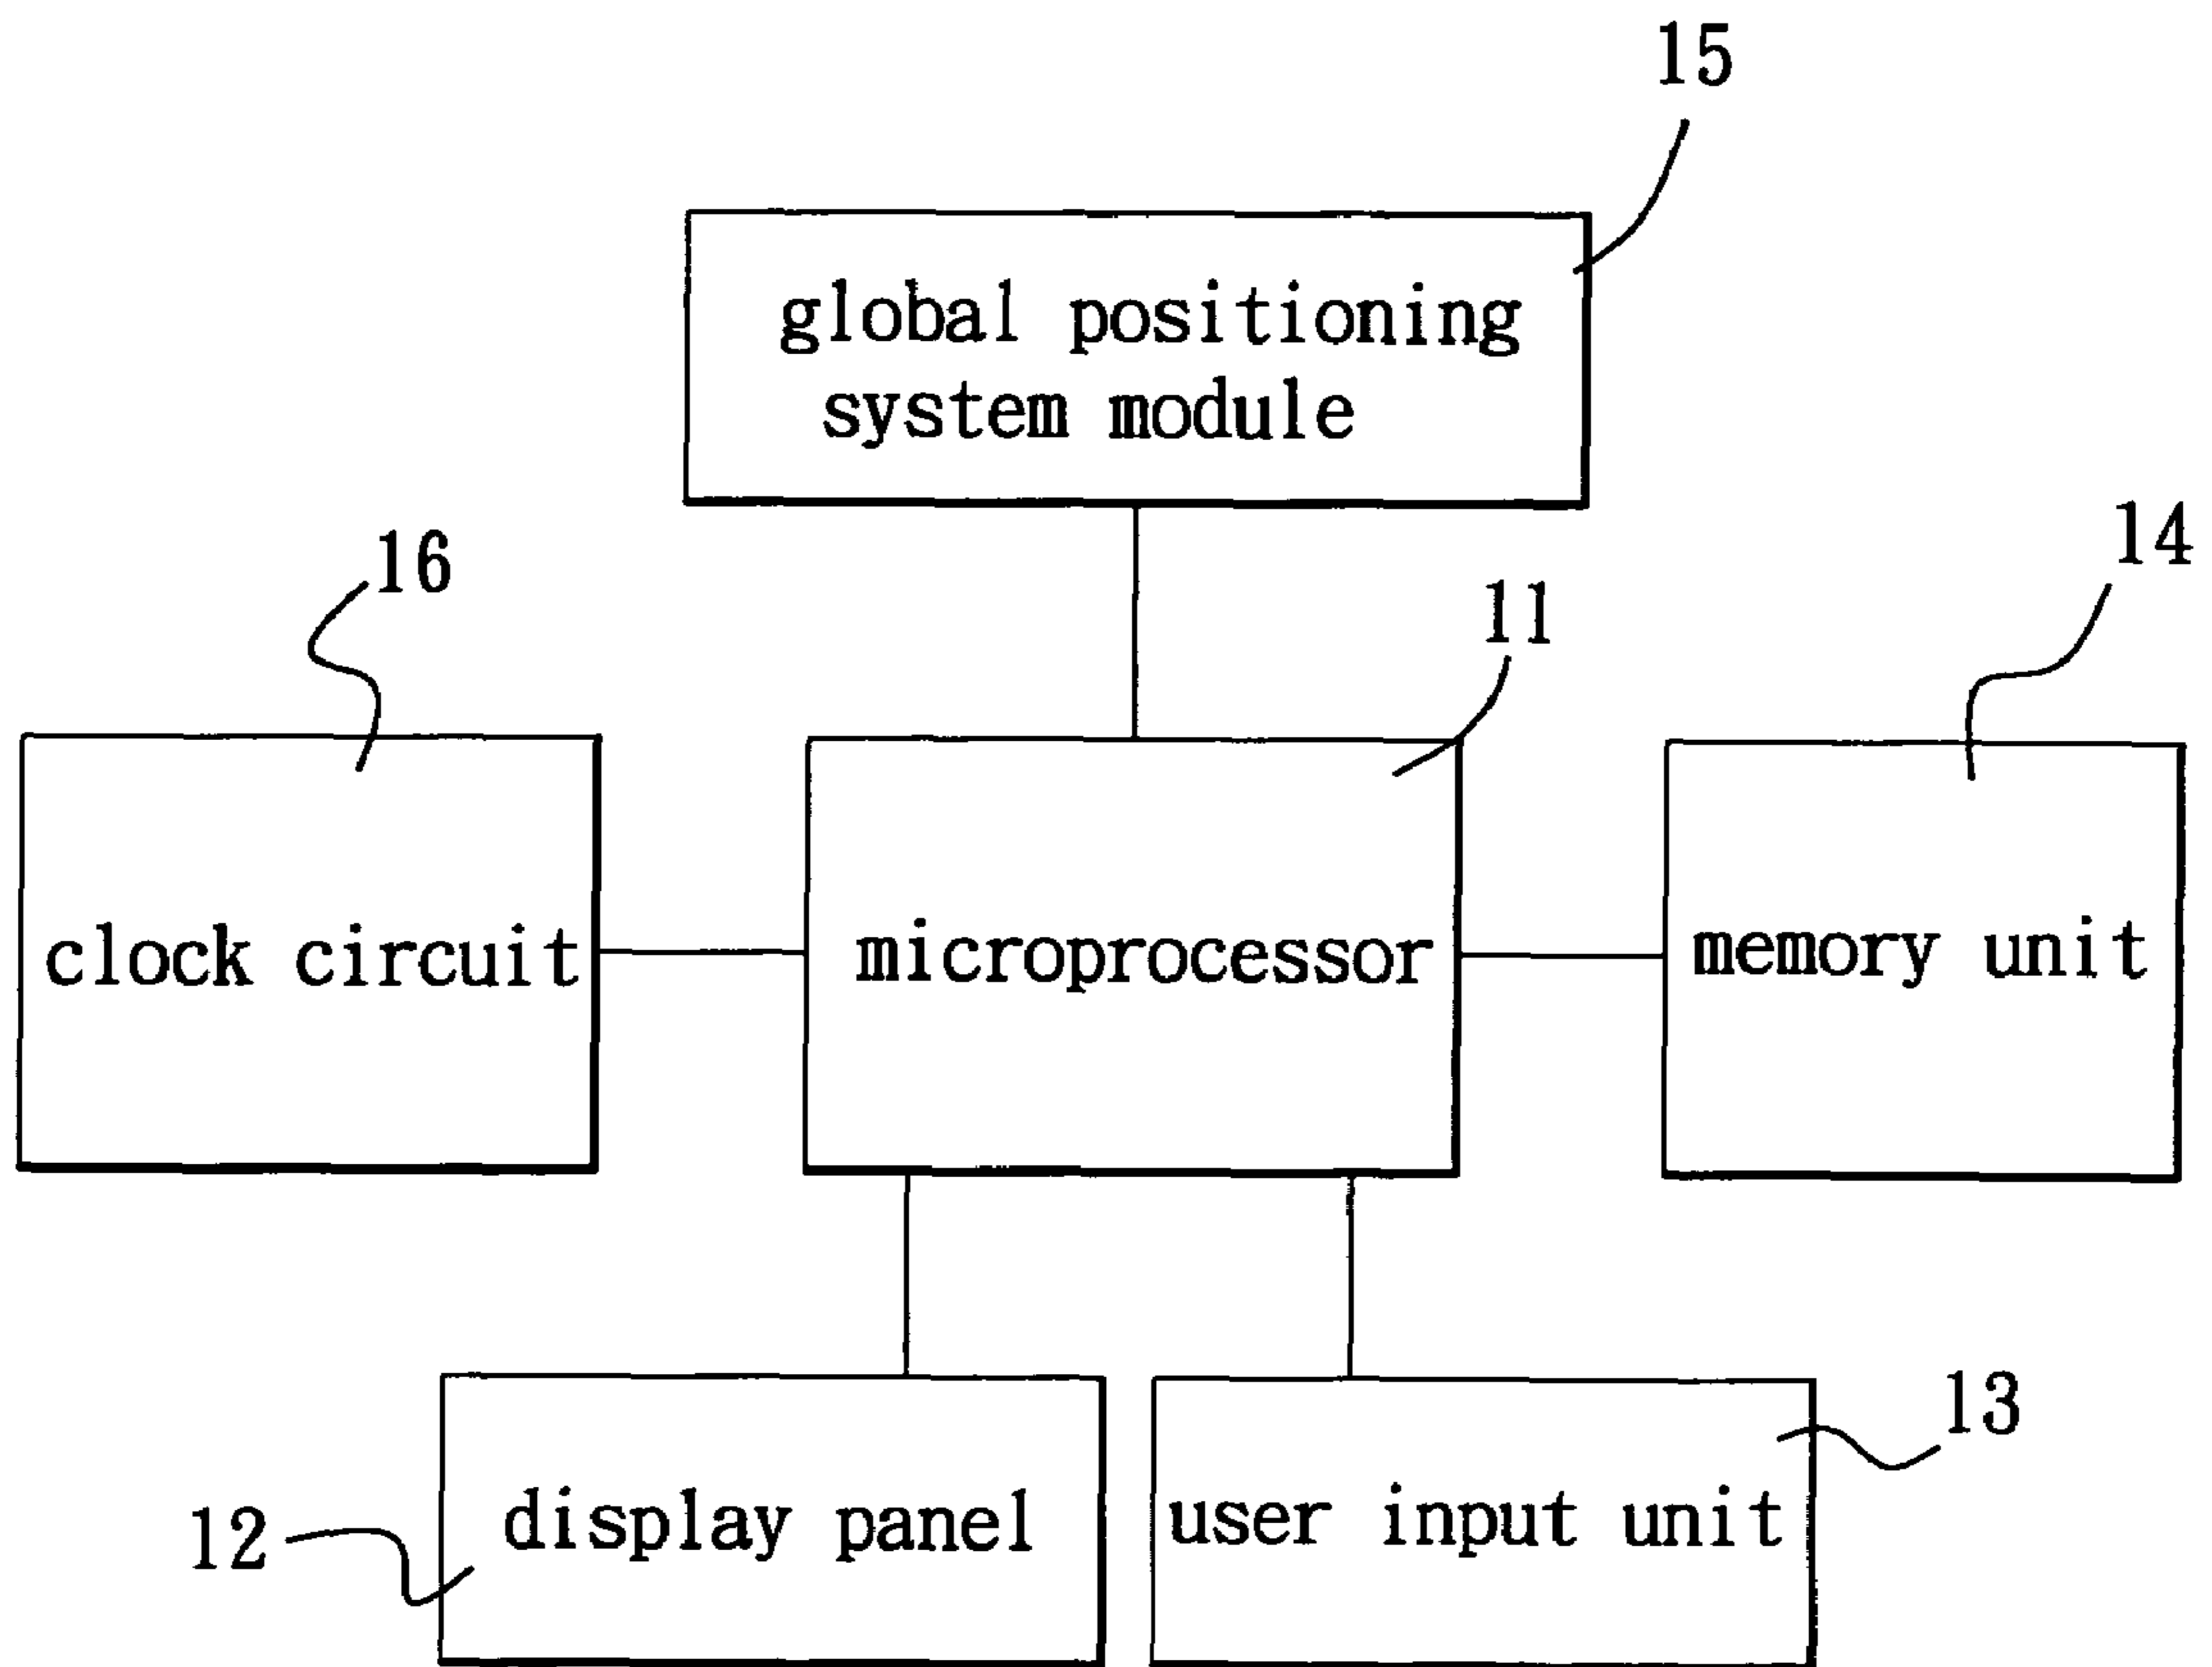 15
global positioning
system module
16
14
11
clock circuit
microprocessor
memory unit
13
12
display panel
user input unit